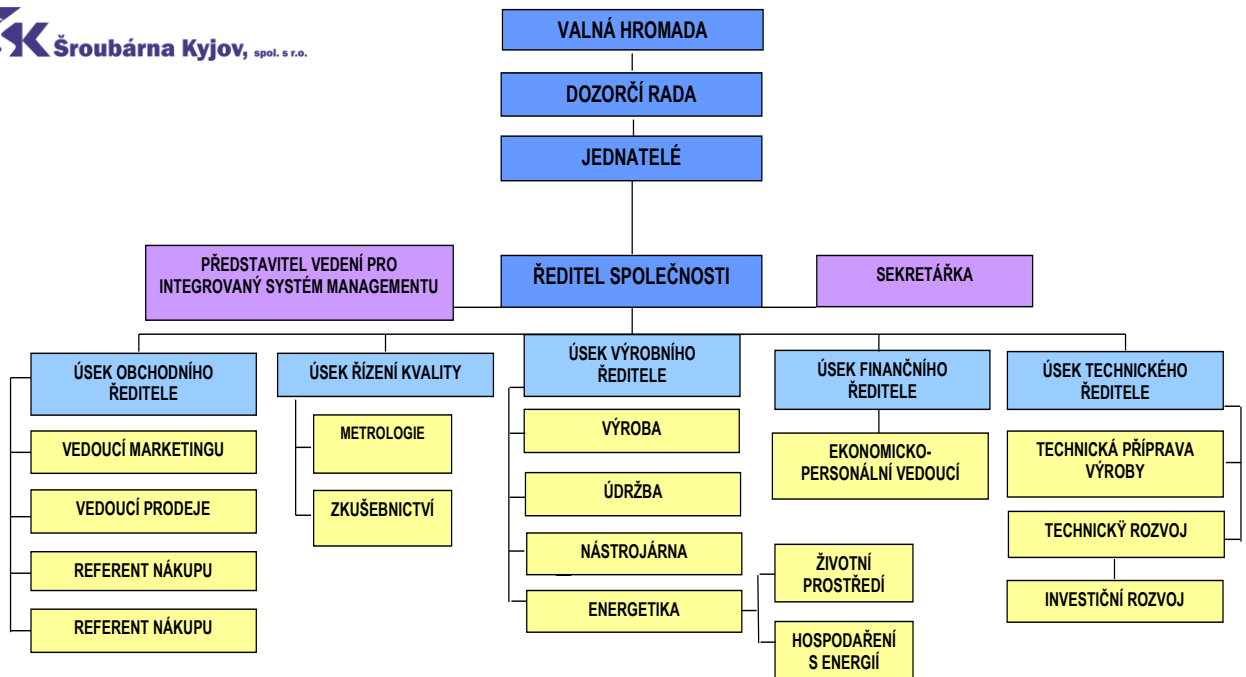 Šroubárna Kyjov, spol. s r.o.
VALNÁ HROMADA
DOZORČÍ RADA
JEDNATELÉ
PŘEDSTAVITEL VEDENÍ PRO
INTEGROVANÝ SYSTÉM MANAGEMENTU
ŘEDITEL SPOLEČNOSTI
SEKRETÁŘKA
ÚSEK OBCHODNÍHO
ŘEDITELE
VEDOUCÍ MARKETINGU
VEDOUCÍ PRODEJE
REFERENT NÁKUPU
REFERENT NÁKUPU
ÚSEK ŘÍZENÍ KVALITY
METROLOGIE
ZKUŠEBNICTVÍ
ÚSEK VÝROBNÍHO
ŘEDITELE
VÝROBA
ÚDRŽBA
NÁSTROJÁRNA
ENERGETIKA
ŽIVOTNÍ
PROSTŘEDÍ
HOSPODAŘENÍ
S ENERGIÍ
ÚSEK FINANČNÍHO
ŘEDITELE
EKONOMICKO-
PERSONÁLNÍ VEDOUCÍ
ÚSEK TECHNICKÉHO
ŘEDITELE
TECHNICKÁ PŘÍPRAVA
VÝROBY
TECHNICKÝ ROZVOJ
INVESTIČNÍ ROZVOJ